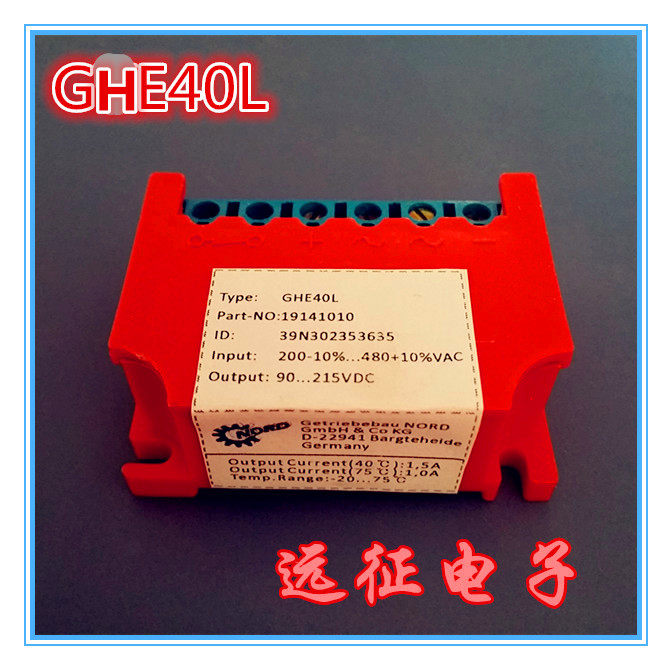 GHE40L
+ ~ ~ -
Type: GHE40L
Part-NO:19141010
ID: 39N302353635
Input: 200-10%...480+10%VAC
Output: 90...215VDC
NORD
Getriebebau NORD
GmbH & Co KG
D-22941 Bargteheide
Germany
Output Current(40℃):1,5A
Output Current(75℃):1,0A
Temp.Range:-20...75℃
远征电子